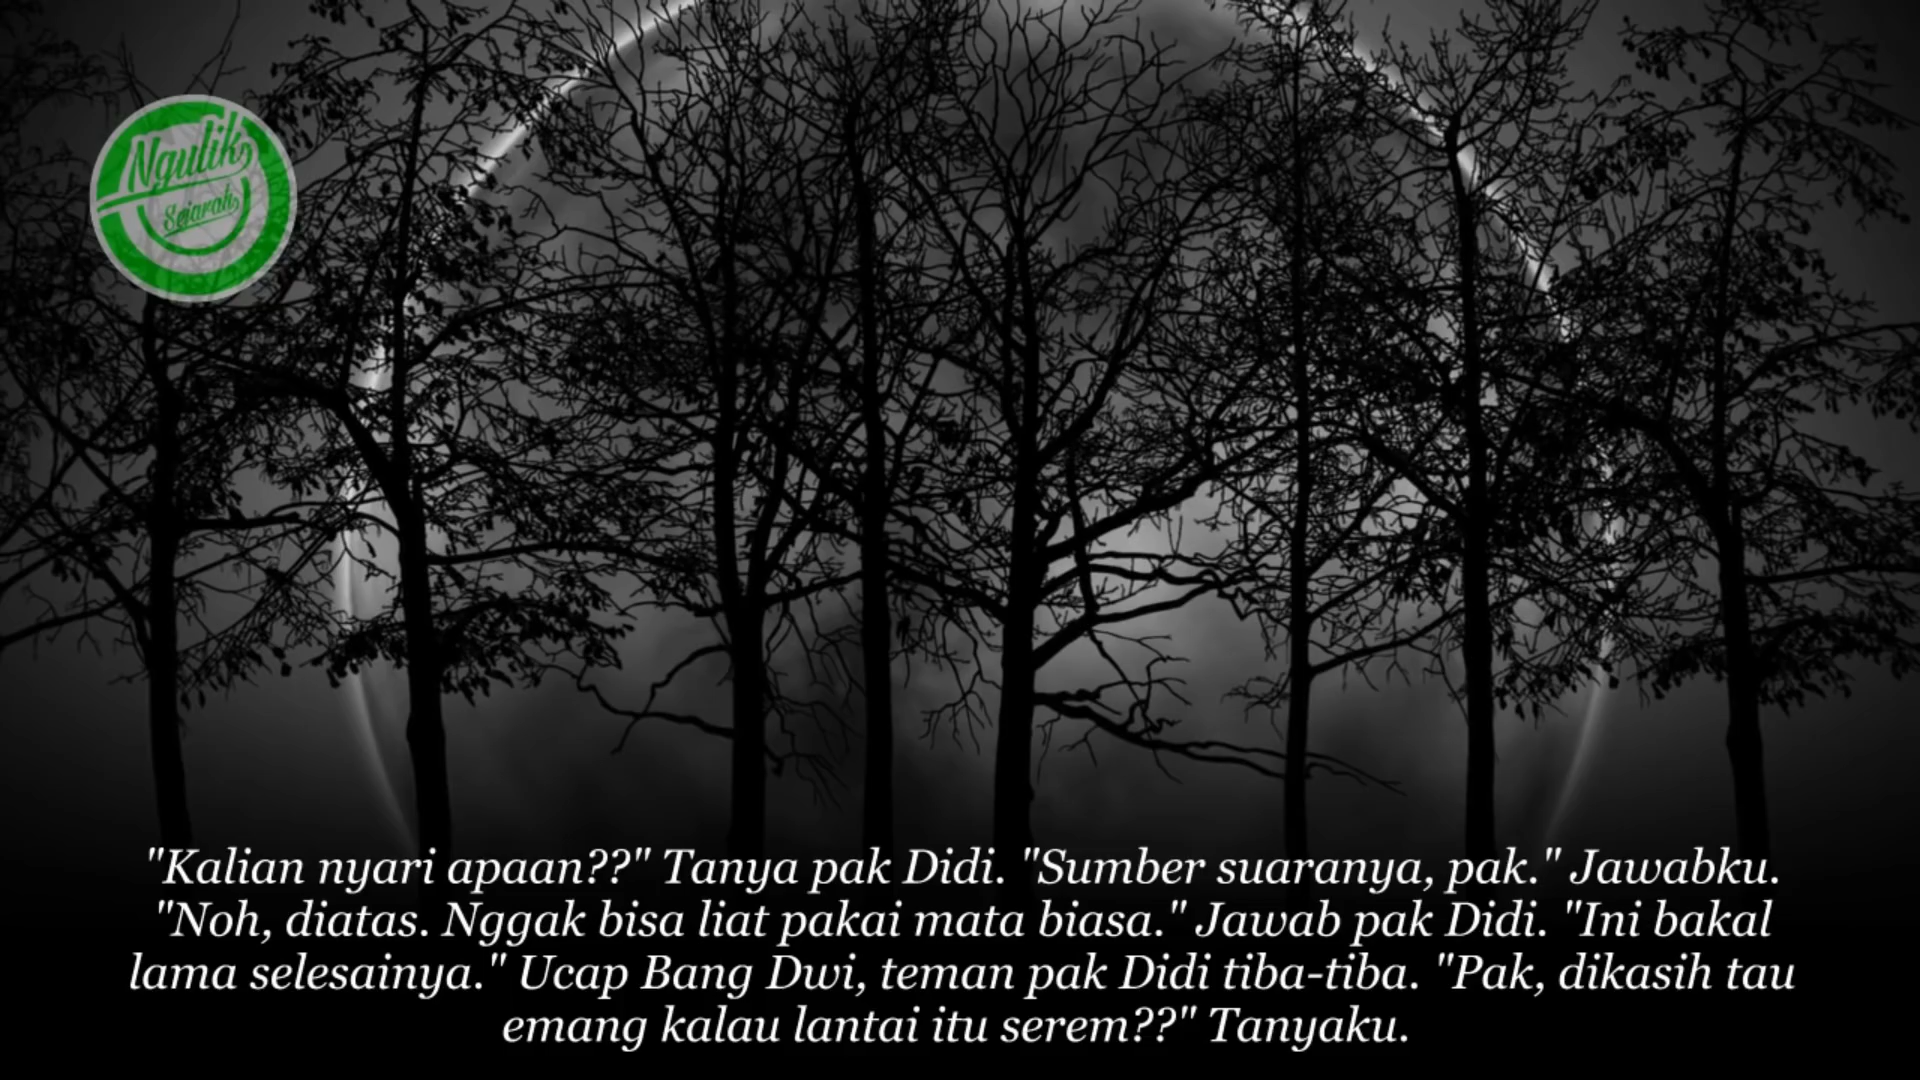 Ngulik
Sejarah
"Kalian nyari apaan??" Tanya pak Didi. "Sumber suaranya, pak." Jawabku.
"Noh, diatas. Nggak bisa liat pakai mata biasa." Jawab pak Didi. "Ini bakal
lama selesainya." Ucap Bang Dwi, teman pak Didi tiba-tiba. "Pak, dikasih tau
emang kalau lantai itu serem??" Tanyaku.